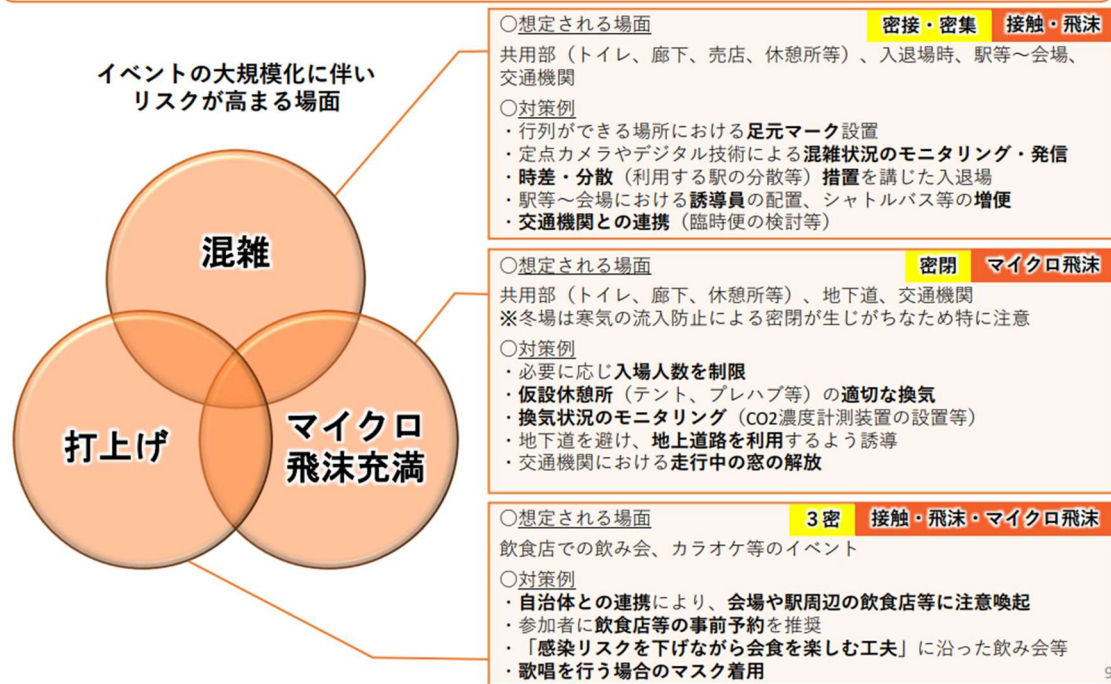 イベントの大規模化に伴い
リスクが高まる場面
混雑
打上げ
マイクロ
飛沫充満
○想定される場面
密接・密集
接触・飛沫
共用部（トイレ、廊下、売店、休憩所等）、入退場時、駅等～会場、
交通機関
○対策例
・行列ができる場所における足元マーク設置
・定点カメラやデジタル技術による混雑状況のモニタリング・発信
・時差・分散（利用する駅の分散等）措置を講じた入退場
・駅等～会場における誘導員の配置、シャトルバス等の増便
・交通機関との連携（臨時便の検討等）
○想定される場面
密閉
マイクロ飛沫
共用部（トイレ、廊下、休憩所等）、地下道、交通機関
※冬場は寒気の流入防止による密閉が生じがちなため特に注意
○対策例
・必要に応じ入場人数を制限
・仮設休憩所（テント、プレハブ等）の適切な換気
・換気状況のモニタリング（CO2濃度計測装置の設置等）
・地下道を避け、地上道路を利用するよう誘導
・交通機関における走行中の窓の解放
○想定される場面
３密
接触・飛沫・マイクロ飛沫
飲食店での飲み会、カラオケ等のイベント
○対策例
・自治体との連携により、会場や駅周辺の飲食店等に注意喚起
・参加者に飲食店等の事前予約を推奨
・「感染リスクを下げながら会食を楽しむ工夫」に沿った飲み会等
・歌唱を行う場合のマスク着用
9